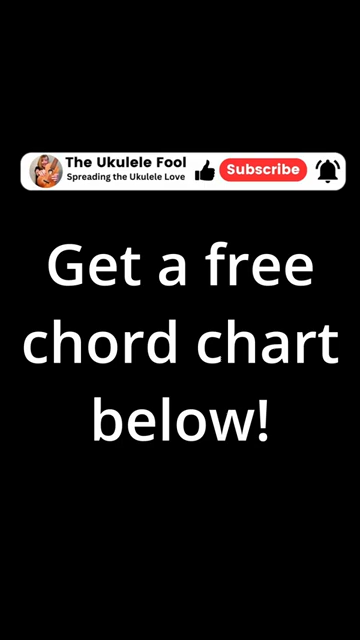 The Ukulele Fool
Spreading the Ukulele Love
Subscribe
Get a free
chord chart
below!